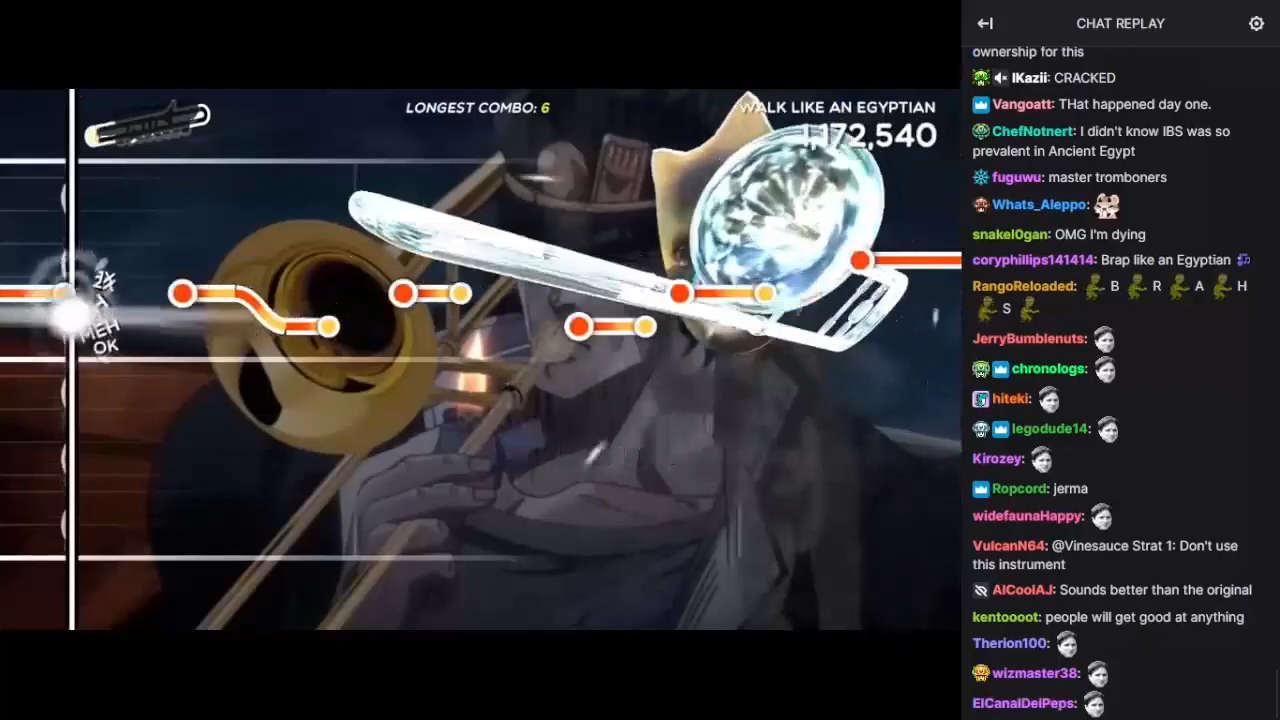 LONGEST COMBO: 6
WALK LIKE AN EGYPTIAN
1,172,540
MEH
OK
CHAT REPLAY
ownership for this
IKazii: CRACKED
Vangoatt: THat happened day one.
ChefNotnert: I didn't know IBS was so
prevalent in Ancient Egypt
fuguwu: master tromboners
Whats_Aleppo:
snakel0gan: OMG I'm dying
coryphillips141414: Brap like an Egyptian
RangoReloaded: B R A H
S
JerryBumblenuts:
chronologs:
hiteki:
legodude14:
Kirozey:
Ropcord: jerma
widefaunaHappy:
VulcanN64: @Vinesauce Strat 1: Don't use
this instrument
AlCoolAJ: Sounds better than the original
kentoooot: people will get good at anything
Therion100:
wizmaster38:
ElCanalDelPeps: